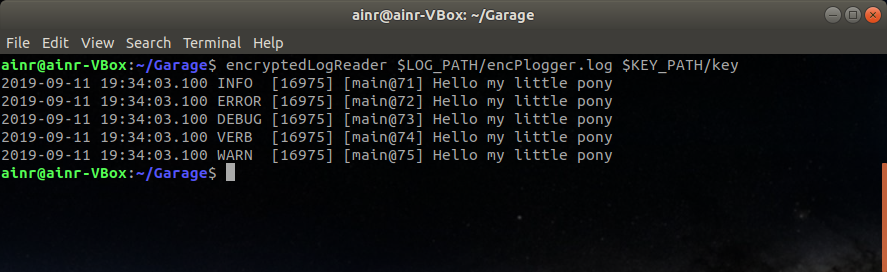 ainr@ainr-VBox: ~/Garage
File Edit View Search Terminal Help
ainr@ainr-VBox:~/Garage$ encryptedLogReader $LOG_PATH/encPlogger.log $KEY_PATH/key
2019-09-11 19:34:03.100 INFO  [16975] [main@71] Hello my little pony
2019-09-11 19:34:03.100 ERROR [16975] [main@72] Hello my little pony
2019-09-11 19:34:03.100 DEBUG [16975] [main@73] Hello my little pony
2019-09-11 19:34:03.100 VERB  [16975] [main@74] Hello my little pony
2019-09-11 19:34:03.100 WARN  [16975] [main@75] Hello my little pony
ainr@ainr-VBox:~/Garage$